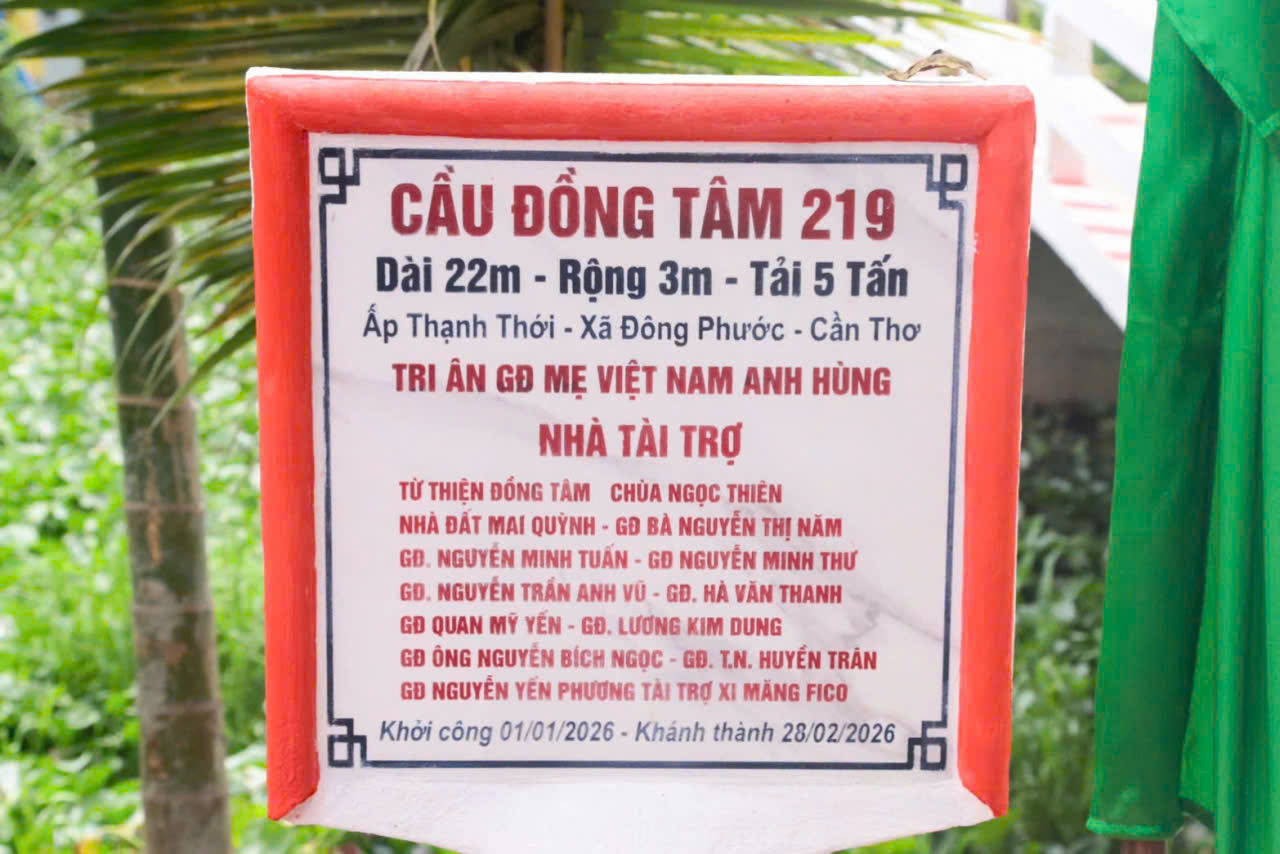 CẦU ĐỒNG TÂM 219
Dài 22m - Rộng 3m - Tải 5 Tấn
Ấp Thạnh Thới - Xã Đông Phước - Cần Thơ
TRI ÂN GĐ MẸ VIỆT NAM ANH HÙNG
NHÀ TÀI TRỢ
TỪ THIỆN ĐỒNG TÂM CHÙA NGỌC THIÊN
NHÀ ĐẤT MAI QUỲNH - GĐ BÀ NGUYỄN THỊ NĂM
GĐ. NGUYỄN MINH TUẤN - GĐ NGUYỄN MINH THƯ
GĐ. NGUYỄN TRẦN ANH VŨ - GĐ. HÀ VĂN THANH
GĐ QUAN MỸ YẾN - GĐ. LƯƠNG KIM DUNG
GĐ ÔNG NGUYỄN BÍCH NGỌC - GĐ. T.N. HUYỀN TRÂN
GĐ NGUYỄN YẾN PHƯƠNG TÀI TRỢ XI MĂNG FICO
Khởi công 01/01/2026 - Khánh thành 28/02/2026